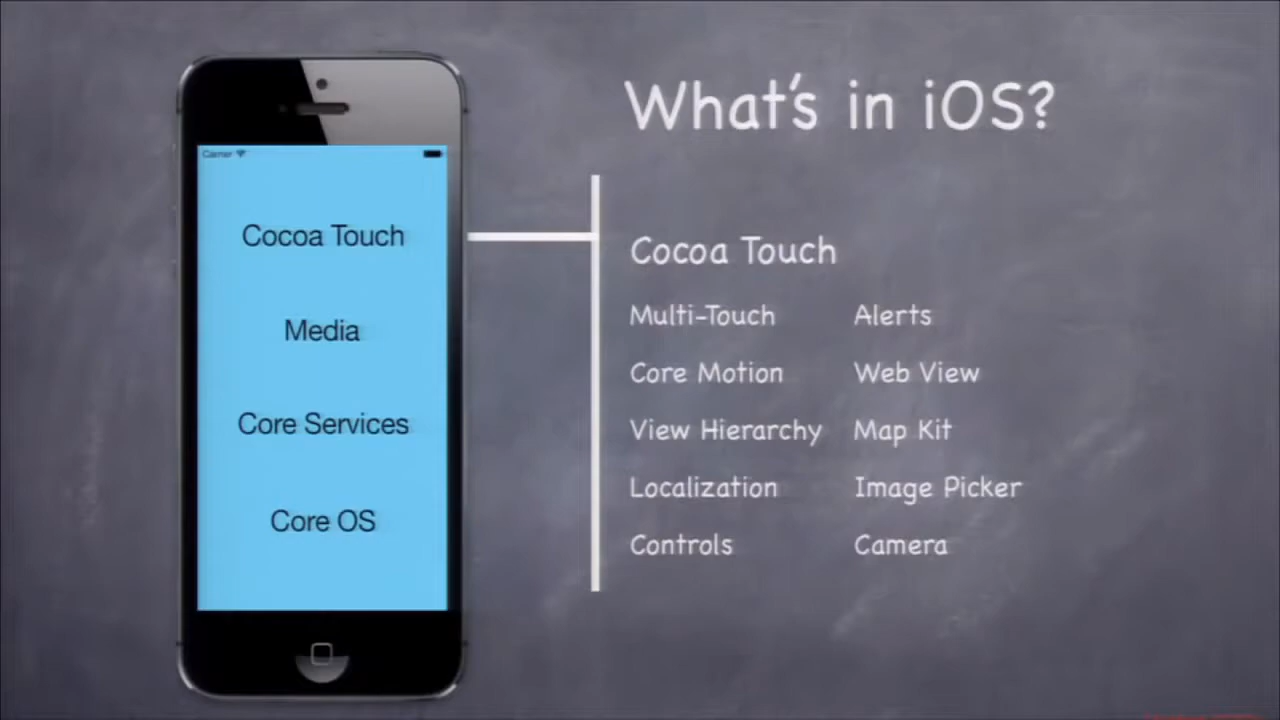 What's in iOS?
Carrier
Cocoa Touch
Media
Core Services
Core OS
Cocoa Touch
Multi-Touch
Core Motion
View Hierarchy
Localization
Controls
Alerts
Web View
Map Kit
Image Picker
Camera